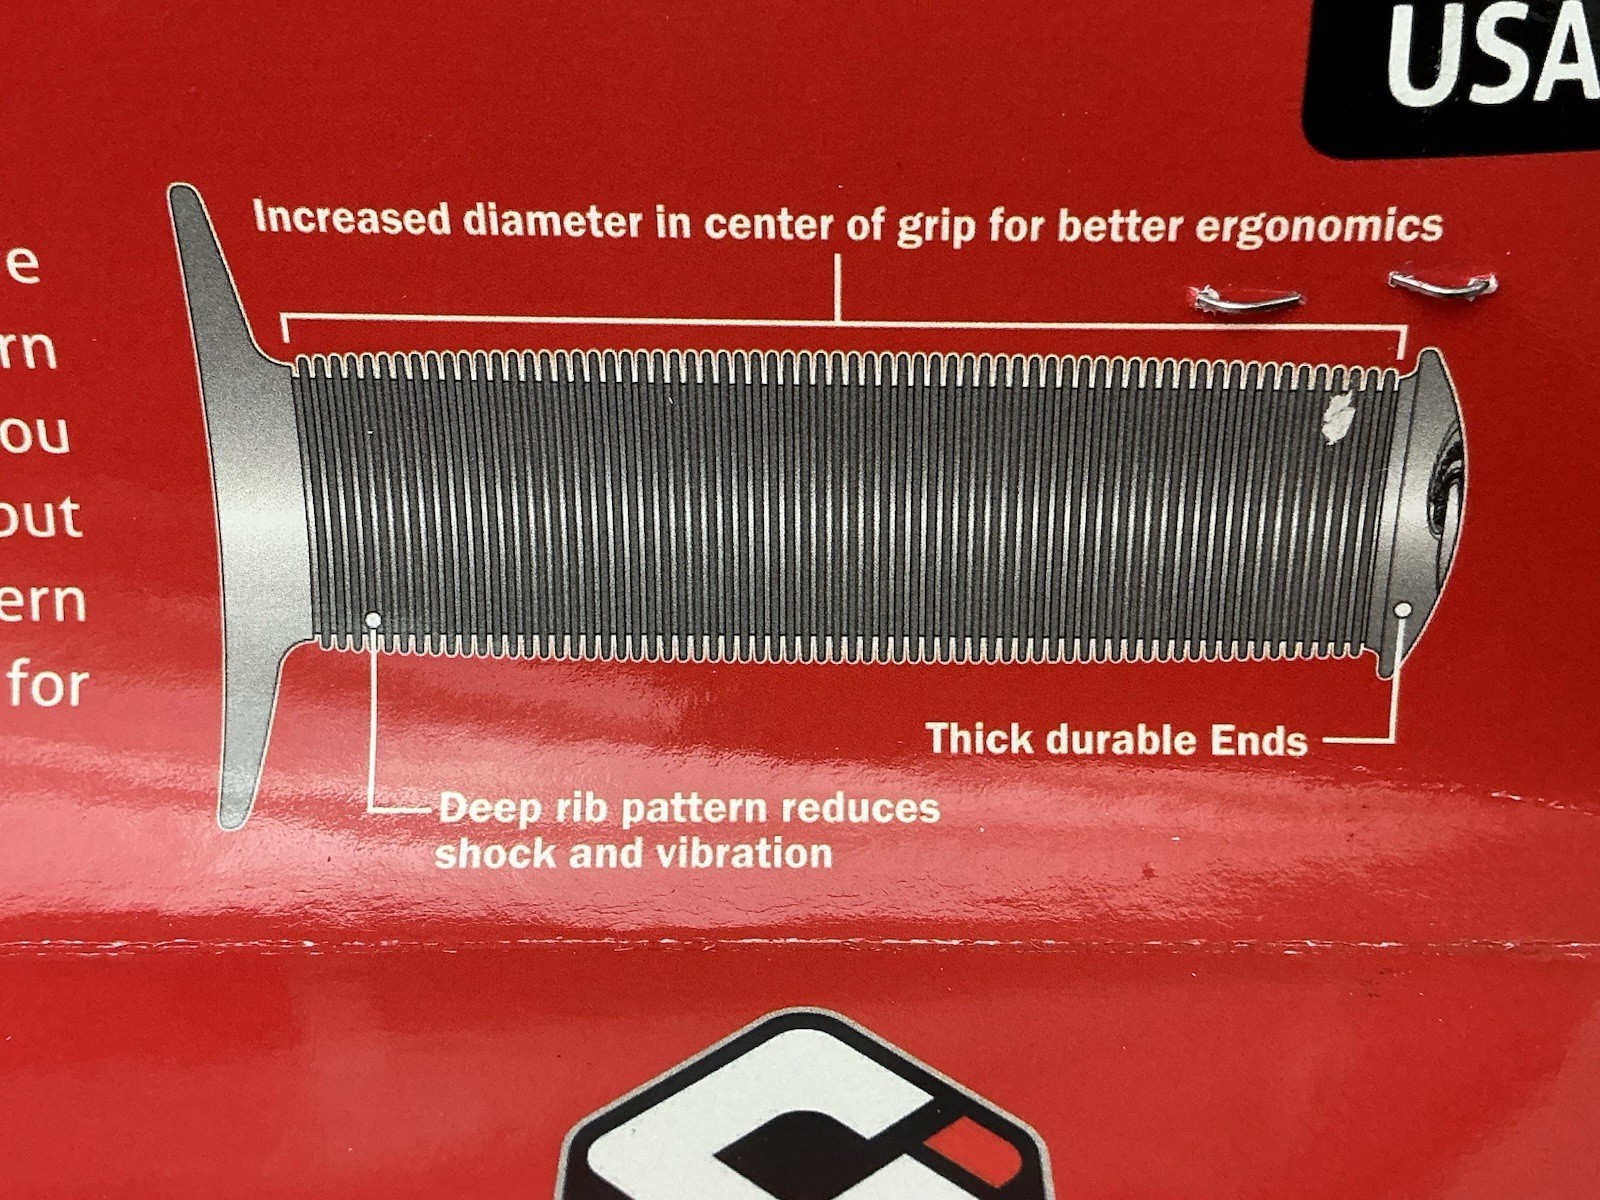 USA
Increased diameter in center of grip for better ergonomics
e
rn
ou
out
ern
for
Thick durable Ends
Deep rib pattern reduces
shock and vibration